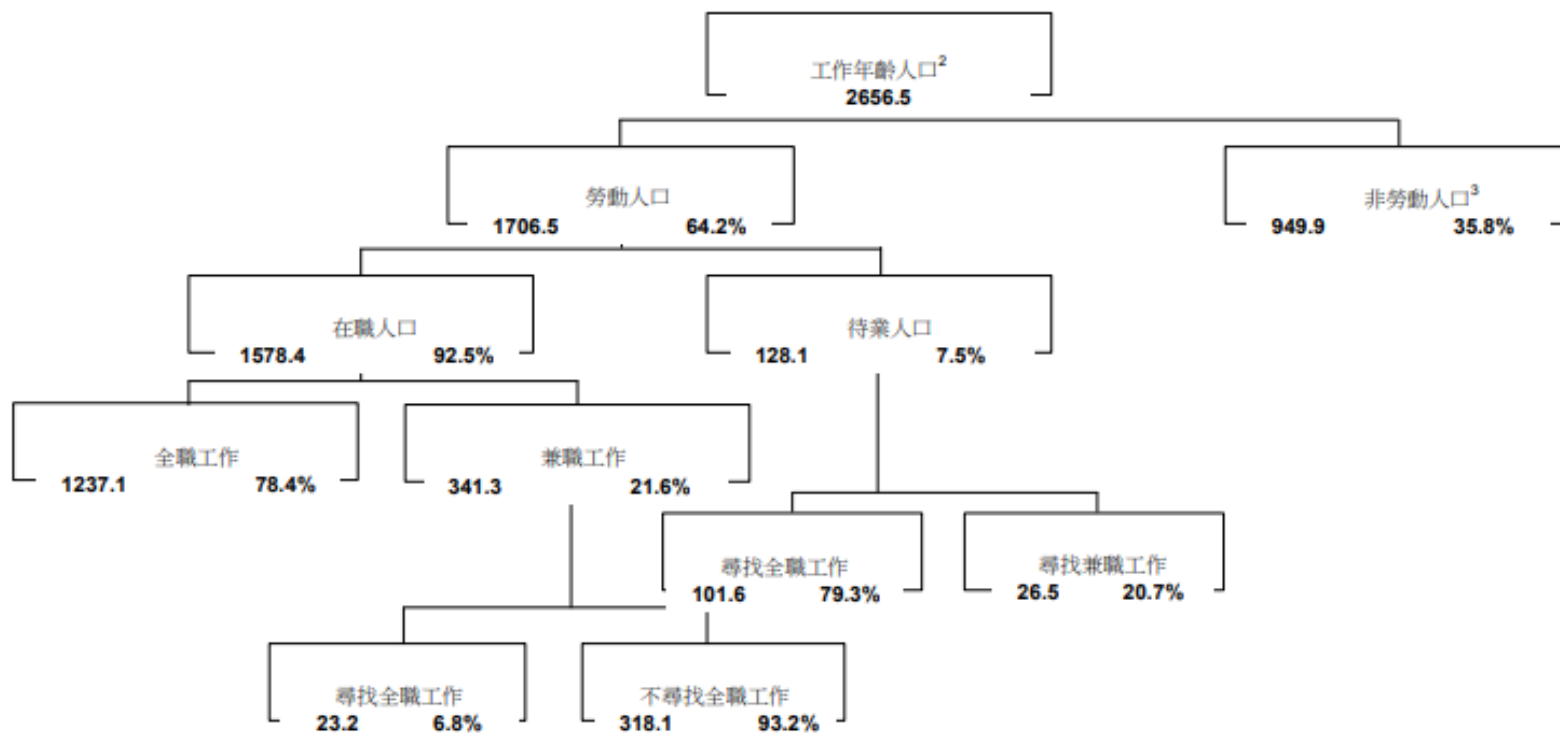 工作年齡人口²
2656.5
勞動人口
1706.5 64.2%
非勞動人口³
949.9 35.8%
在職人口
1578.4 92.5%
待業人口
128.1 7.5%
全職工作
1237.1 78.4%
兼職工作
341.3 21.6%
尋找全職工作
101.6 79.3%
尋找兼職工作
26.5 20.7%
尋找全職工作
23.2 6.8%
不尋找全職工作
318.1 93.2%